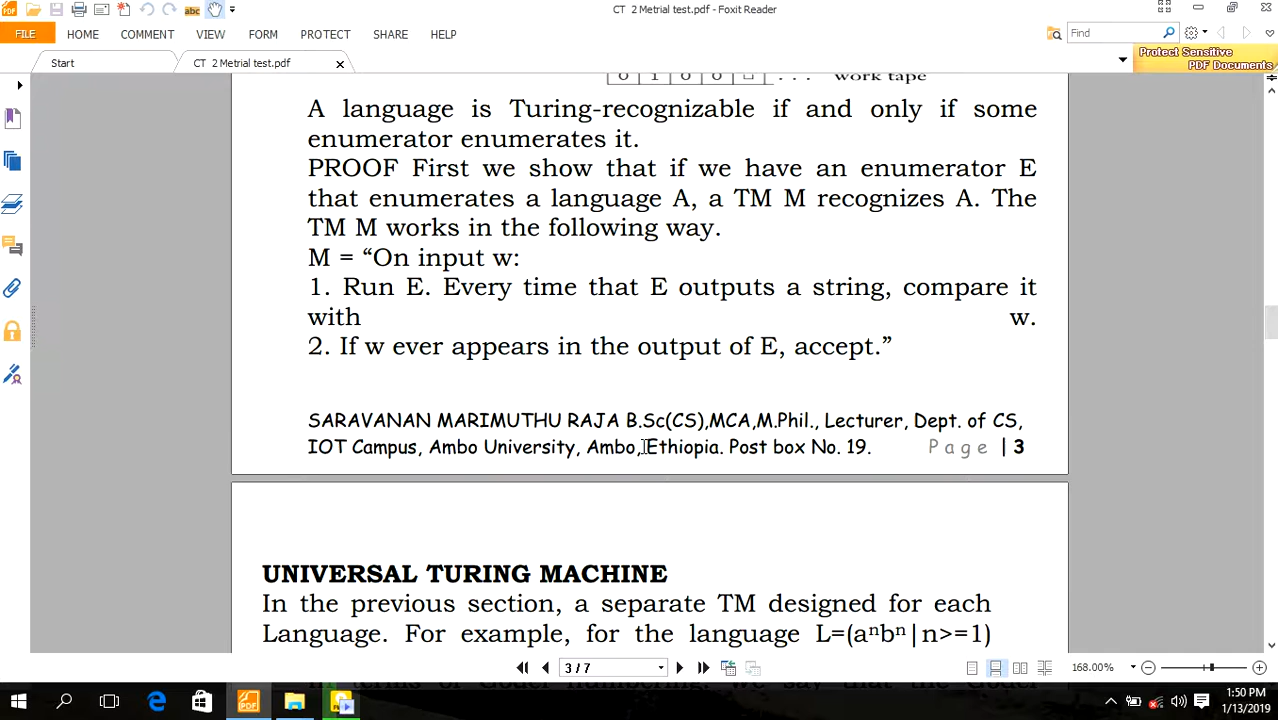 CT  2 Metrial test.pdf - Foxit Reader
FILE HOME COMMENT VIEW FORM PROTECT SHARE HELP
Find
Protect Sensitive
PDF Documents
Start CT  2 Metrial test.pdf
0 1 0 0 . . . work tape
A language is Turing-recognizable if and only if some
enumerator enumerates it.
PROOF First we show that if we have an enumerator E
that enumerates a language A, a TM M recognizes A. The
TM M works in the following way.
M = “On input w:
1. Run E. Every time that E outputs a string, compare it
with w.
2. If w ever appears in the output of E, accept.”
SARAVANAN MARIMUTHU RAJA B.Sc(CS),MCA,M.Phil., Lecturer, Dept. of CS,
IOT Campus, Ambo University, Ambo, Ethiopia. Post box No. 19. Page | 3
UNIVERSAL TURING MACHINE
In the previous section, a separate TM designed for each
Language. For example, for the language L=(aⁿbⁿ|n>=1)
3 / 7 168.00%
1:50 PM
1/13/2019